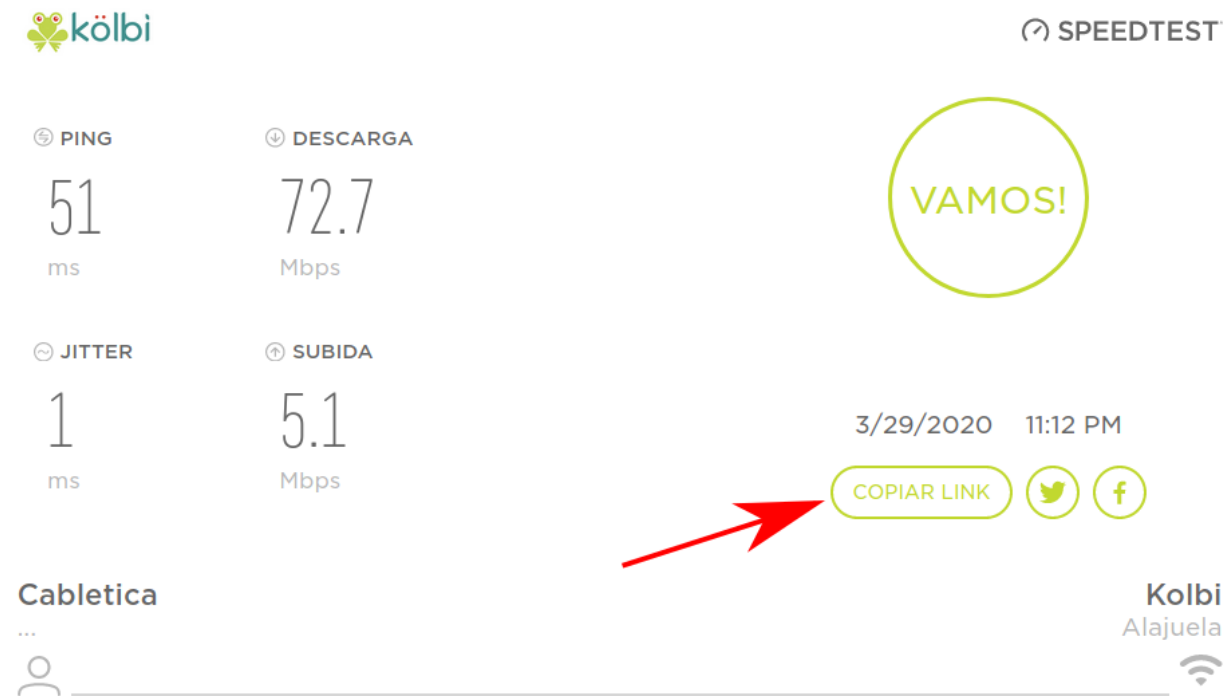 kölbi
SPEEDTEST
PING
DESCARGA
51
72.7
ms
Mbps
VAMOS!
JITTER
SUBIDA
1
5.1
ms
Mbps
3/29/2020 11:12 PM
COPIAR LINK
Cabletica
...
Kolbi
Alajuela